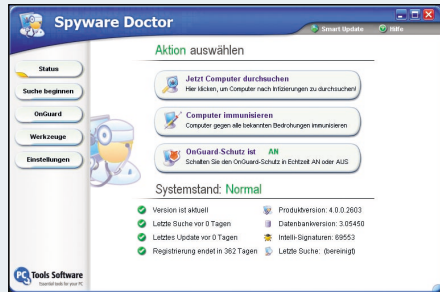 Spyware Doctor
Smart Update
Hilfe
Aktion auswählen
Status
Suche beginnen
OnGuard
Werkzeuge
Einstellungen
Jetzt Computer durchsuchen
Hier klicken, um Computer nach Infizierungen zu durchsuchen!
Computer immunisieren
Computer gegen alle bekannten Bedrohungen immunisieren
OnGuard-Schutz ist AN
Schalten Sie den OnGuard-Schutz in Echtzeit AN oder AUS
Systemstand: Normal
Version ist aktuell
Produktversion: 4.0.0.2603
Letzte Suche vor 0 Tagen
Datenbankversion: 3.05450
Letztes Update vor 0 Tagen
Intelli-Signaturen: 69553
Registrierung endet in 362 Tagen
Letzte Suche: (bereinigt)
PC Tools Software
Essential tools for your PC